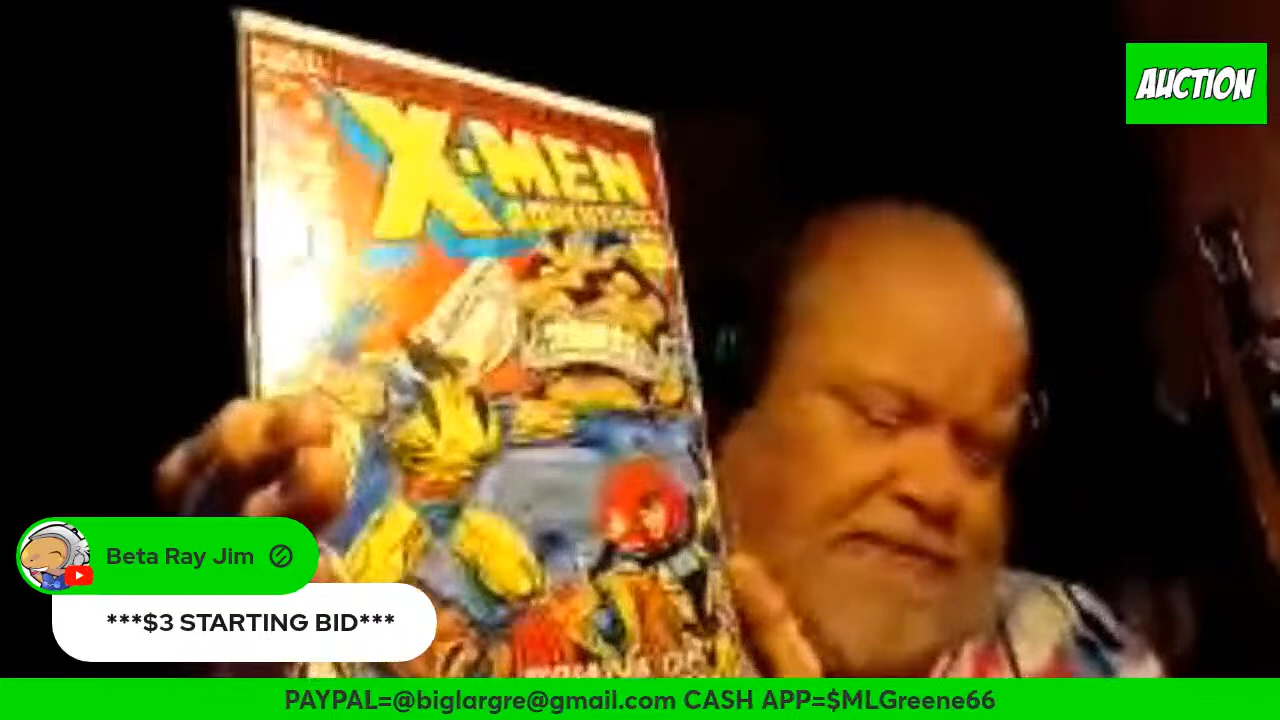 AUCTION
X-MEN
Beta Ray Jim
***$3 STARTING BID***
PAYPAL=@biglargre@gmail.com CASH APP=$MLGreene66